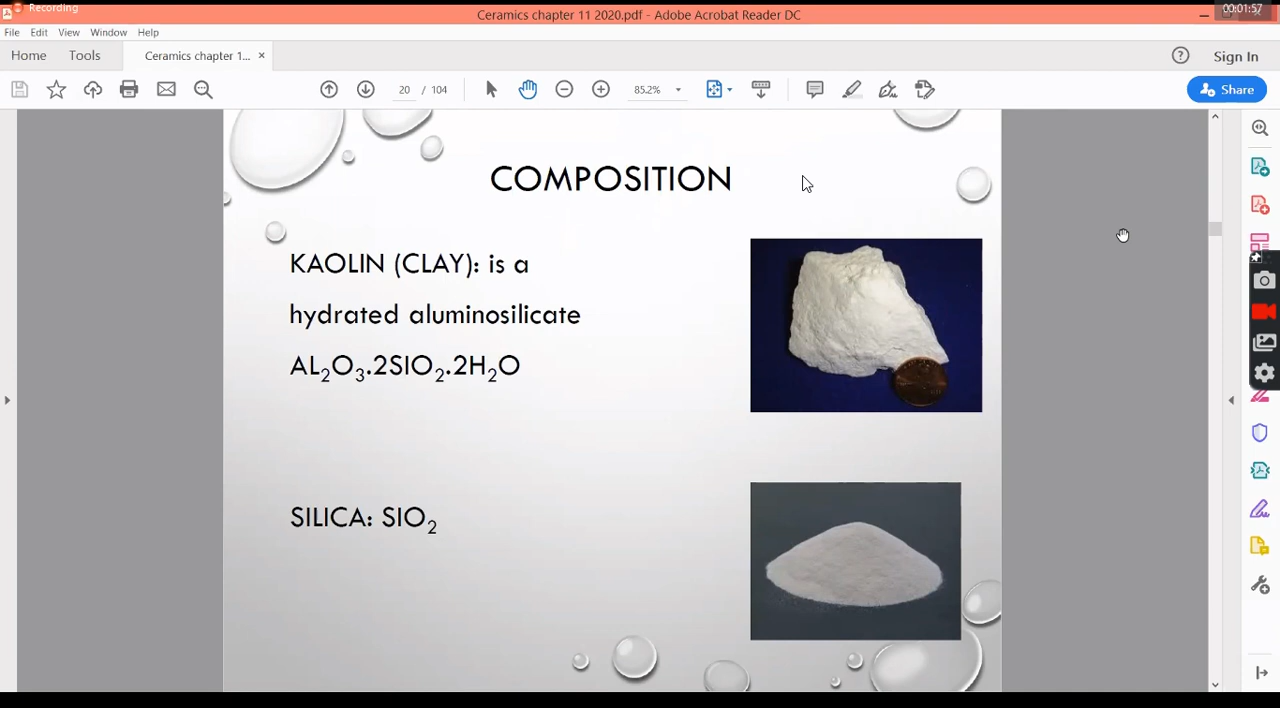 Recording
00:01:57
Ceramics chapter 11 2020.pdf - Adobe Acrobat Reader DC
File Edit View Window Help
Home Tools Ceramics chapter 1... × ? Sign In
20 / 104 85.2% Share
COMPOSITION
KAOLIN (CLAY): is a
hydrated aluminosilicate
AL₂O₃.2SIO₂.2H₂O
SILICA: SIO₂